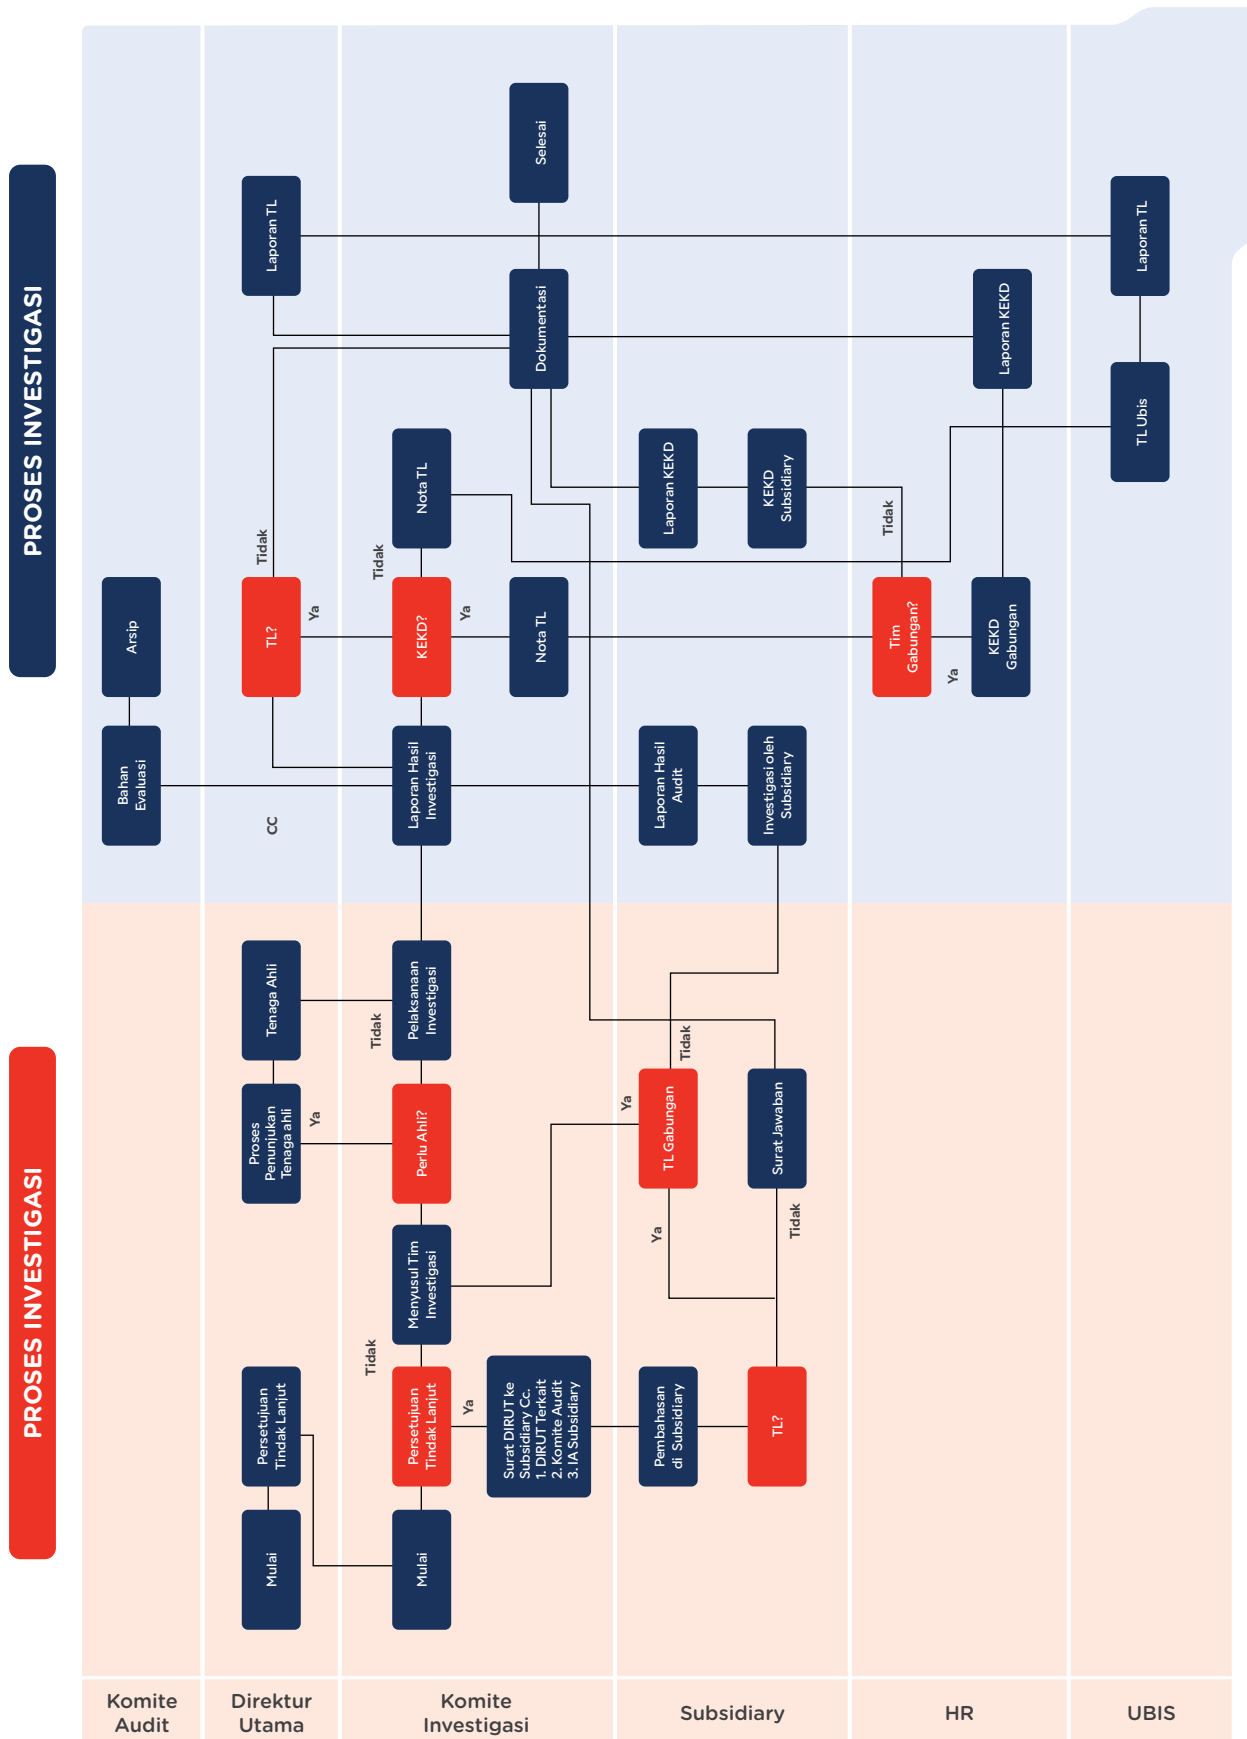 PROSES INVESTIGASI
PROSES INVESTIGASI
Komite
Audit
Direktur
Utama
Komite
Investigasi
Subsidiary
HR
UBIS
Bahan
Evaluasi
Arsip
Mulai
Persetujuan
Tindak Lanjut
Proses
Penunjukan
Tenaga ahli
Ya
Tenaga Ahli
CC
TL?
Ya
Tidak
Laporan TL
Mulai
Persetujuan
Tindak Lanjut
Tidak
Ya
Menyusul Tim
Investigasi
Perlu Ahli?
Tidak
Pelaksanaan
Investigasi
Laporan Hasil
Investigasi
KEKD?
Tidak
Ya
Nota TL
Surat DIRUT ke
Subsidiary Cc.
1. DIRUT Terkait
2. Komite Audit
3. IA Subsidiary
Nota TL
Dokumentasi
Selesai
Pembahasan
di Subsidiary
Ya
TL Gabungan
Ya
Tidak
Laporan Hasil
Audit
Laporan KEKD
TL?
Tidak
Surat Jawaban
Investigasi oleh
Subsidiary
KEKD
Subsidiary
Tim
Gabungan?
Tidak
Ya
KEKD
Gabungan
Laporan KEKD
TL Ubis
Laporan TL